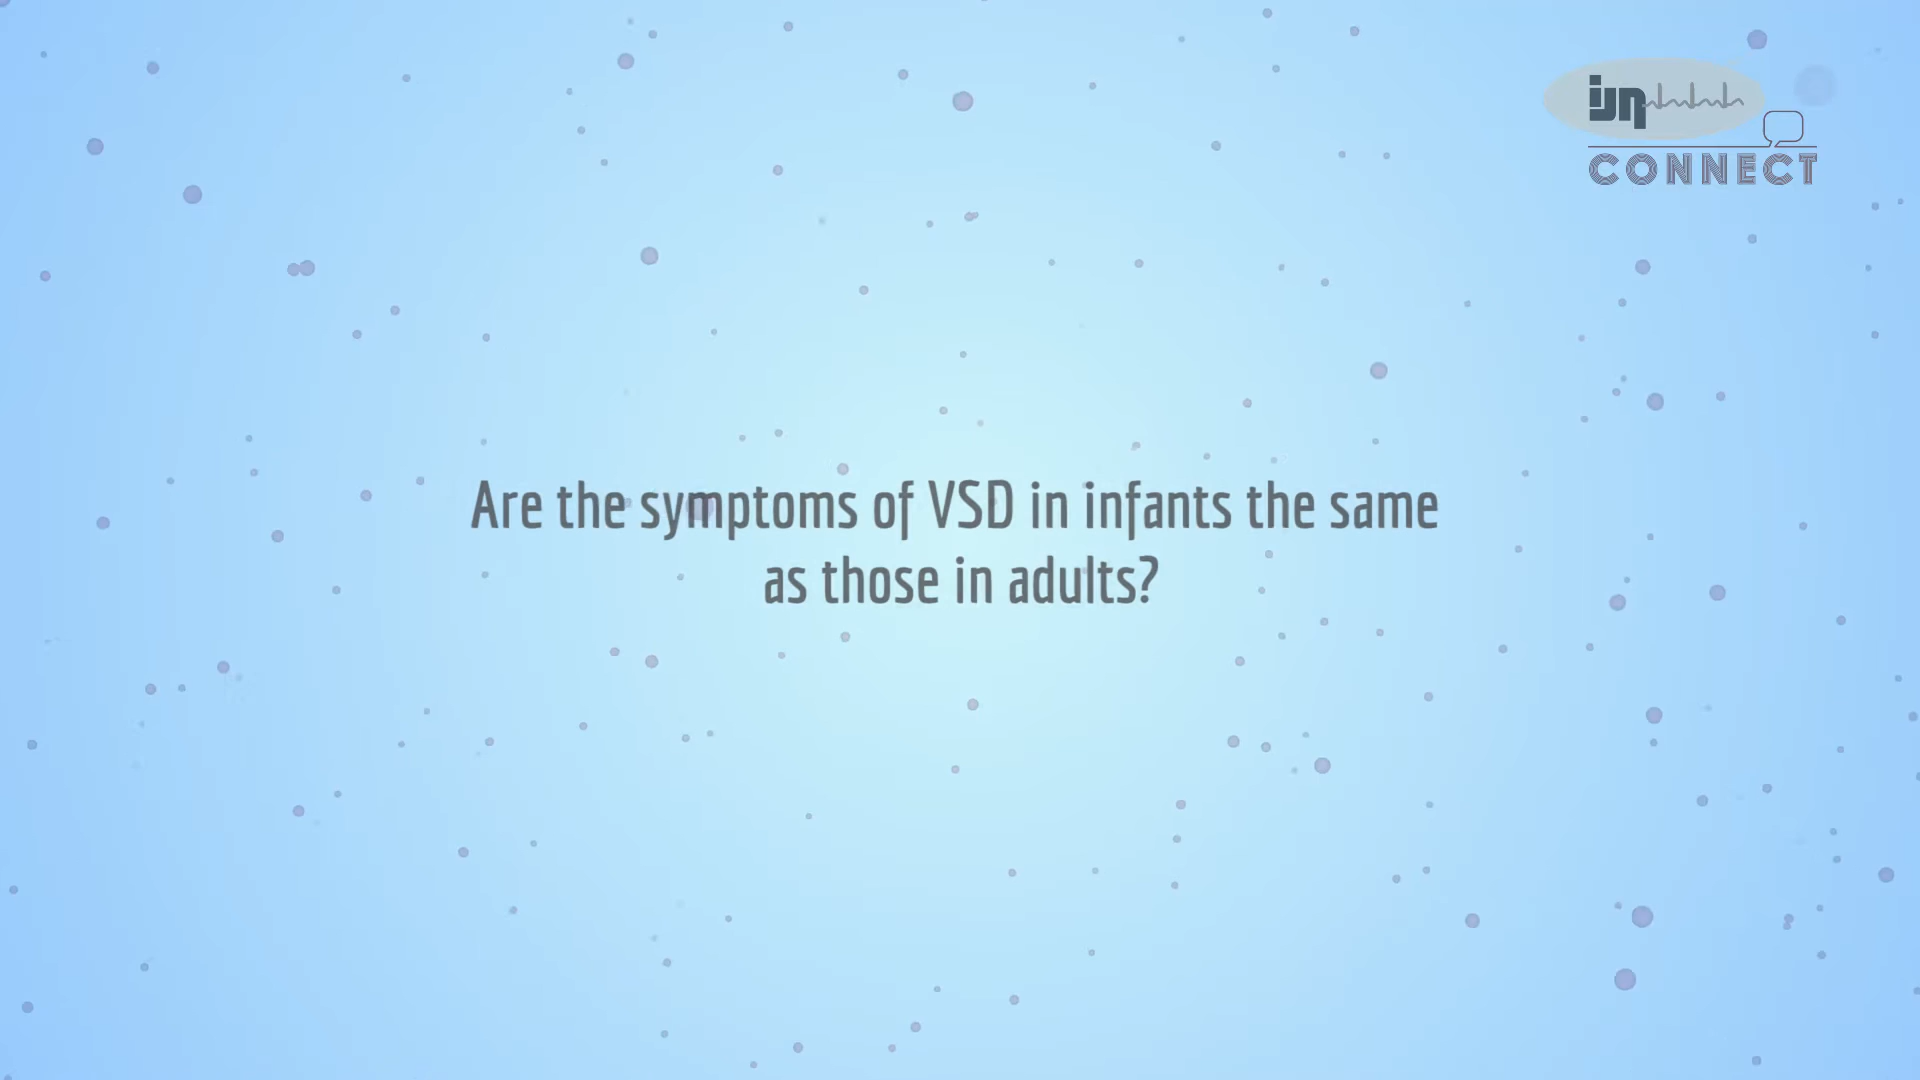 ijn
CONNECT
Are the symptoms of VSD in infants the same
as those in adults?